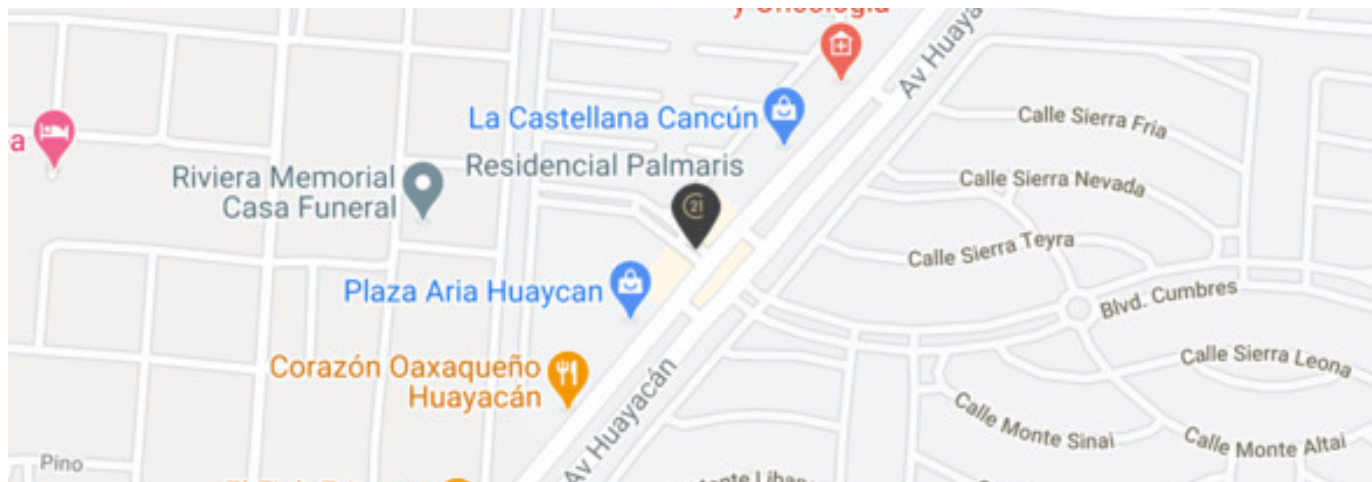 y Oncología
Av Huaya
La Castellana Cancún
Calle Sierra Fria
a
Riviera Memorial
Casa Funeral
Residencial Palmaris
21
Calle Sierra Nevada
Calle Sierra Teyra
Plaza Aria Huaycan
Blvd. Cumbres
Corazón Oaxaqueño
Huayacán
Calle Sierra Leona
Av Huayacán
Calle Monte Sinai
Calle Monte Altai
Pino